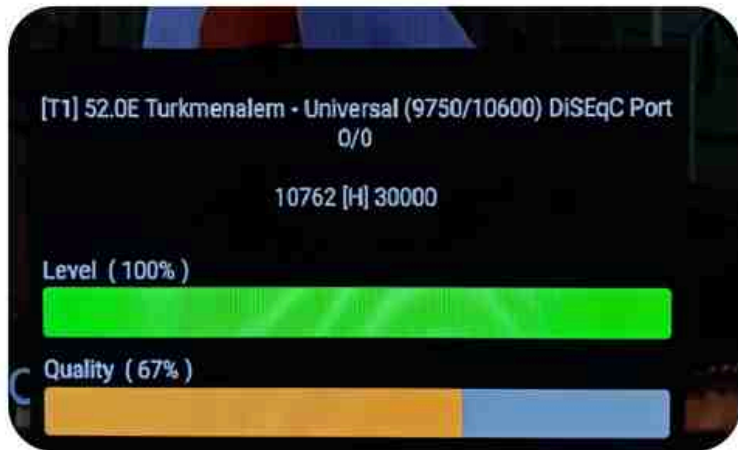 [T1] 52.0E Turkmenalem - Universal (9750/10600) DiSEqC Port
0/0
10762 [H] 30000
Level ( 100% )
Quality ( 67% )